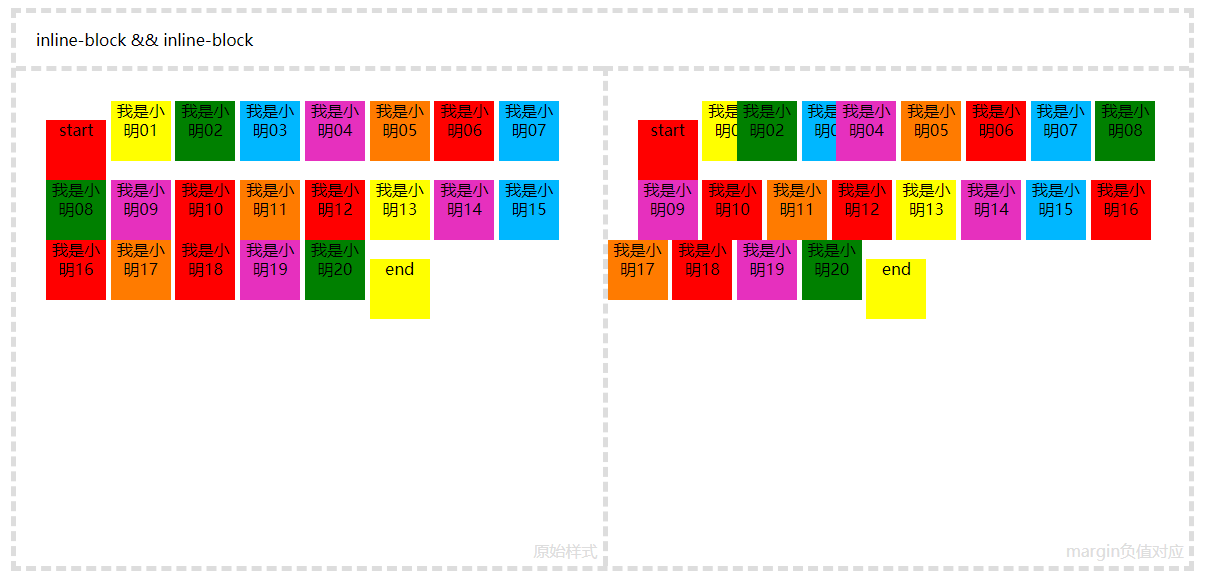 inline-block && inline-block
start
我是小
明01
我是小
明02
我是小
明03
我是小
明04
我是小
明05
我是小
明06
我是小
明07
我是小
明08
我是小
明09
我是小
明10
我是小
明11
我是小
明12
我是小
明13
我是小
明14
我是小
明15
我是小
明16
我是小
明17
我是小
明18
我是小
明19
我是小
明20
end
原始样式
start
我是
明0
我是小
明02
我是
明0
我是小
明04
我是小
明05
我是小
明06
我是小
明07
我是小
明08
我是小
明09
我是小
明10
我是小
明11
我是小
明12
我是小
明13
我是小
明14
我是小
明15
我是小
明16
我是小
明17
我是小
明18
我是小
明19
我是小
明20
end
margin负值对应